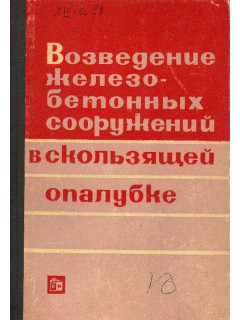 Возведение
железо-
бетонных
сооружений
в скользящей
опалубке